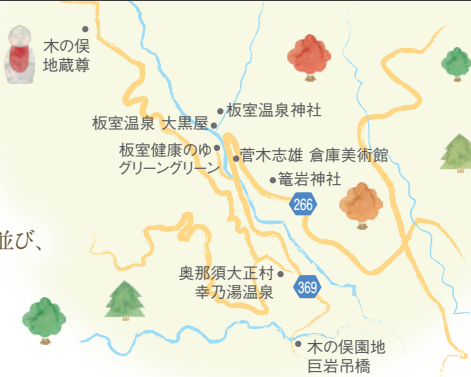 木の俣
地蔵尊
板室温泉神社
板室温泉 大黒屋
板室健康のゆ
グリーングリーン
菅木志雄 倉庫美術館
篭岩神社
266
並び、
奥那須大正村
幸乃湯温泉
369
木の俣園地
巨岩吊橋